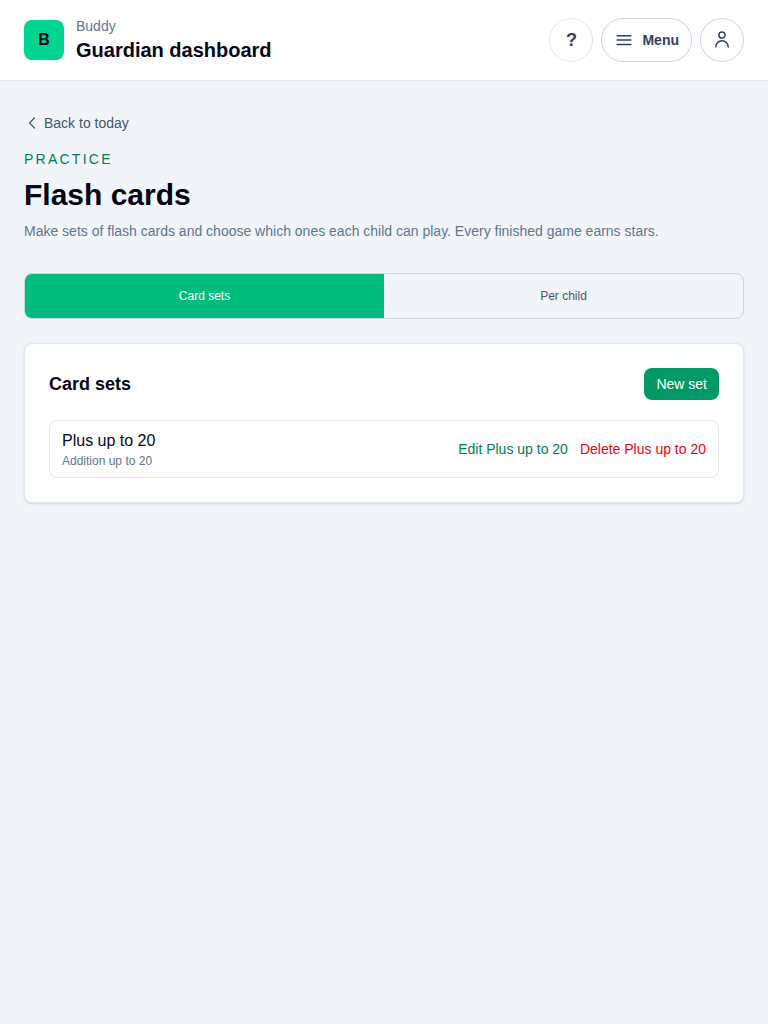 B
Buddy
Guardian dashboard
?
Menu
Back to today
PRACTICE
Flash cards
Make sets of flash cards and choose which ones each child can play. Every finished game earns stars.
Card sets
Per child
Card sets
New set
Plus up to 20
Addition up to 20
Edit Plus up to 20
Delete Plus up to 20